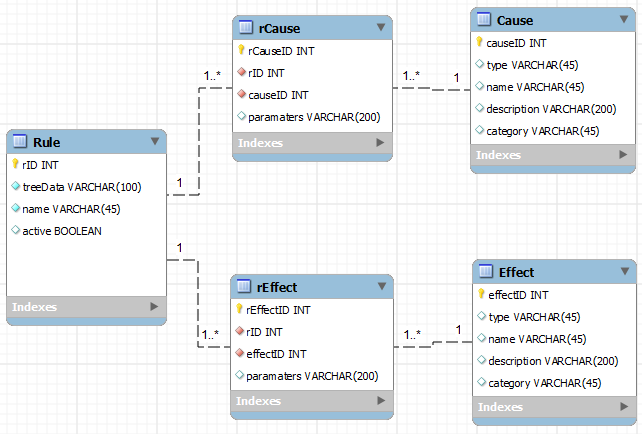 rCause
rCauseID INT
rID INT
causeID INT
paramaters VARCHAR(200)
Indexes
Cause
causeID INT
type VARCHAR(45)
name VARCHAR(45)
description VARCHAR(200)
category VARCHAR(45)
Indexes
1..*
1..*
1
Rule
rID INT
treeData VARCHAR(100)
name VARCHAR(45)
active BOOLEAN
Indexes
1
1
rEffect
rEffectID INT
rID INT
effectID INT
paramaters VARCHAR(200)
Indexes
1..*
1..*
1
Effect
effectID INT
type VARCHAR(45)
name VARCHAR(45)
description VARCHAR(200)
category VARCHAR(45)
Indexes